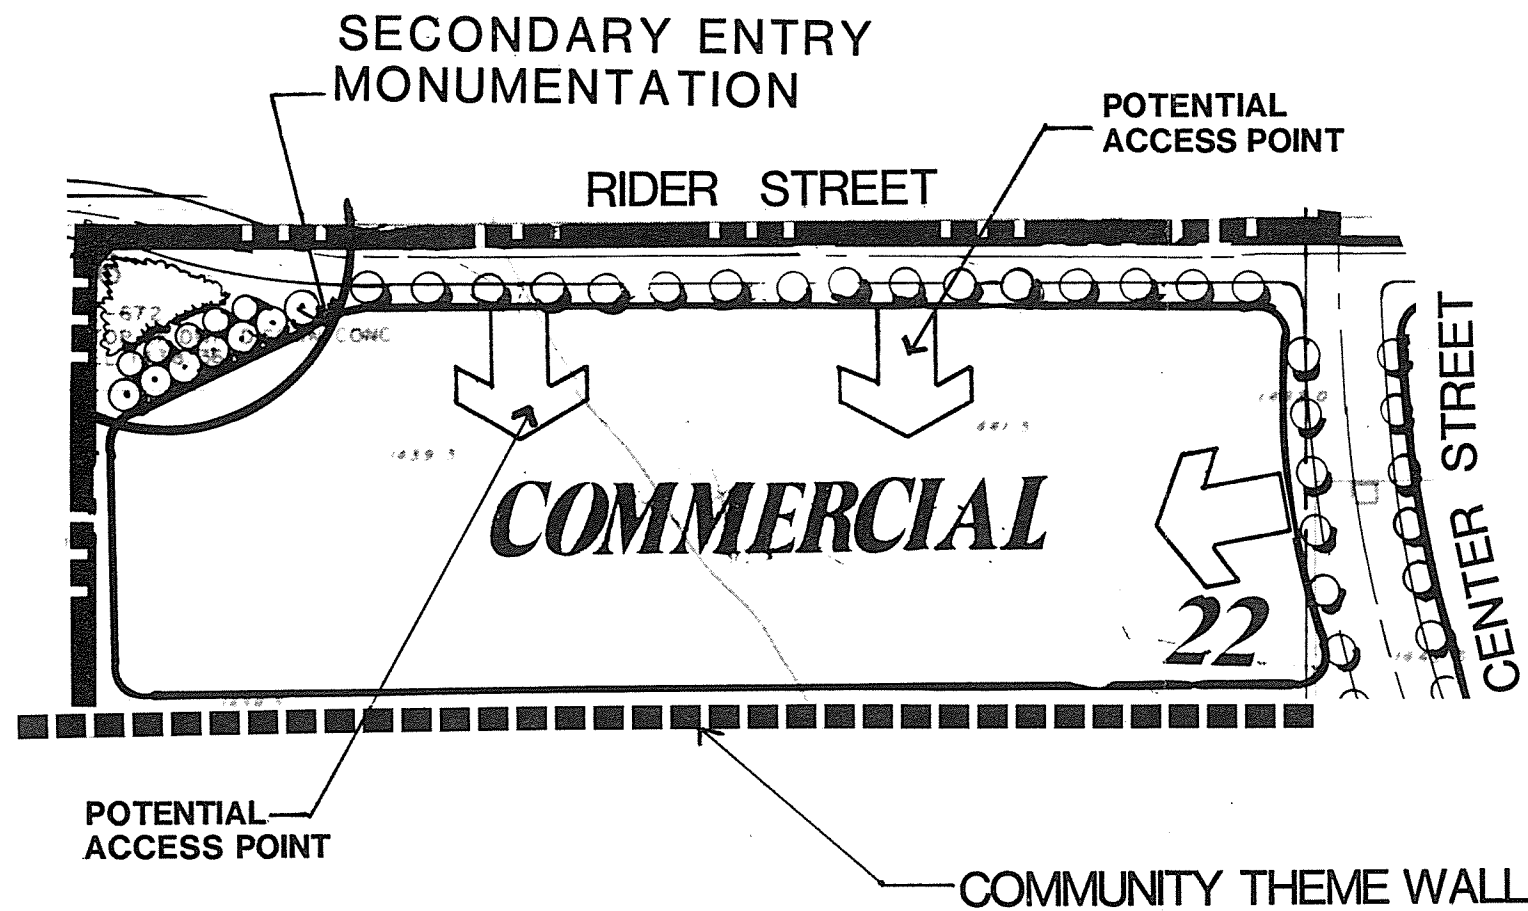 SECONDARY ENTRY
MONUMENTATION
POTENTIAL
ACCESS POINT
RIDER STREET
CENTER STREET
COMMERCIAL
22
POTENTIAL
ACCESS POINT
COMMUNITY THEME WALL